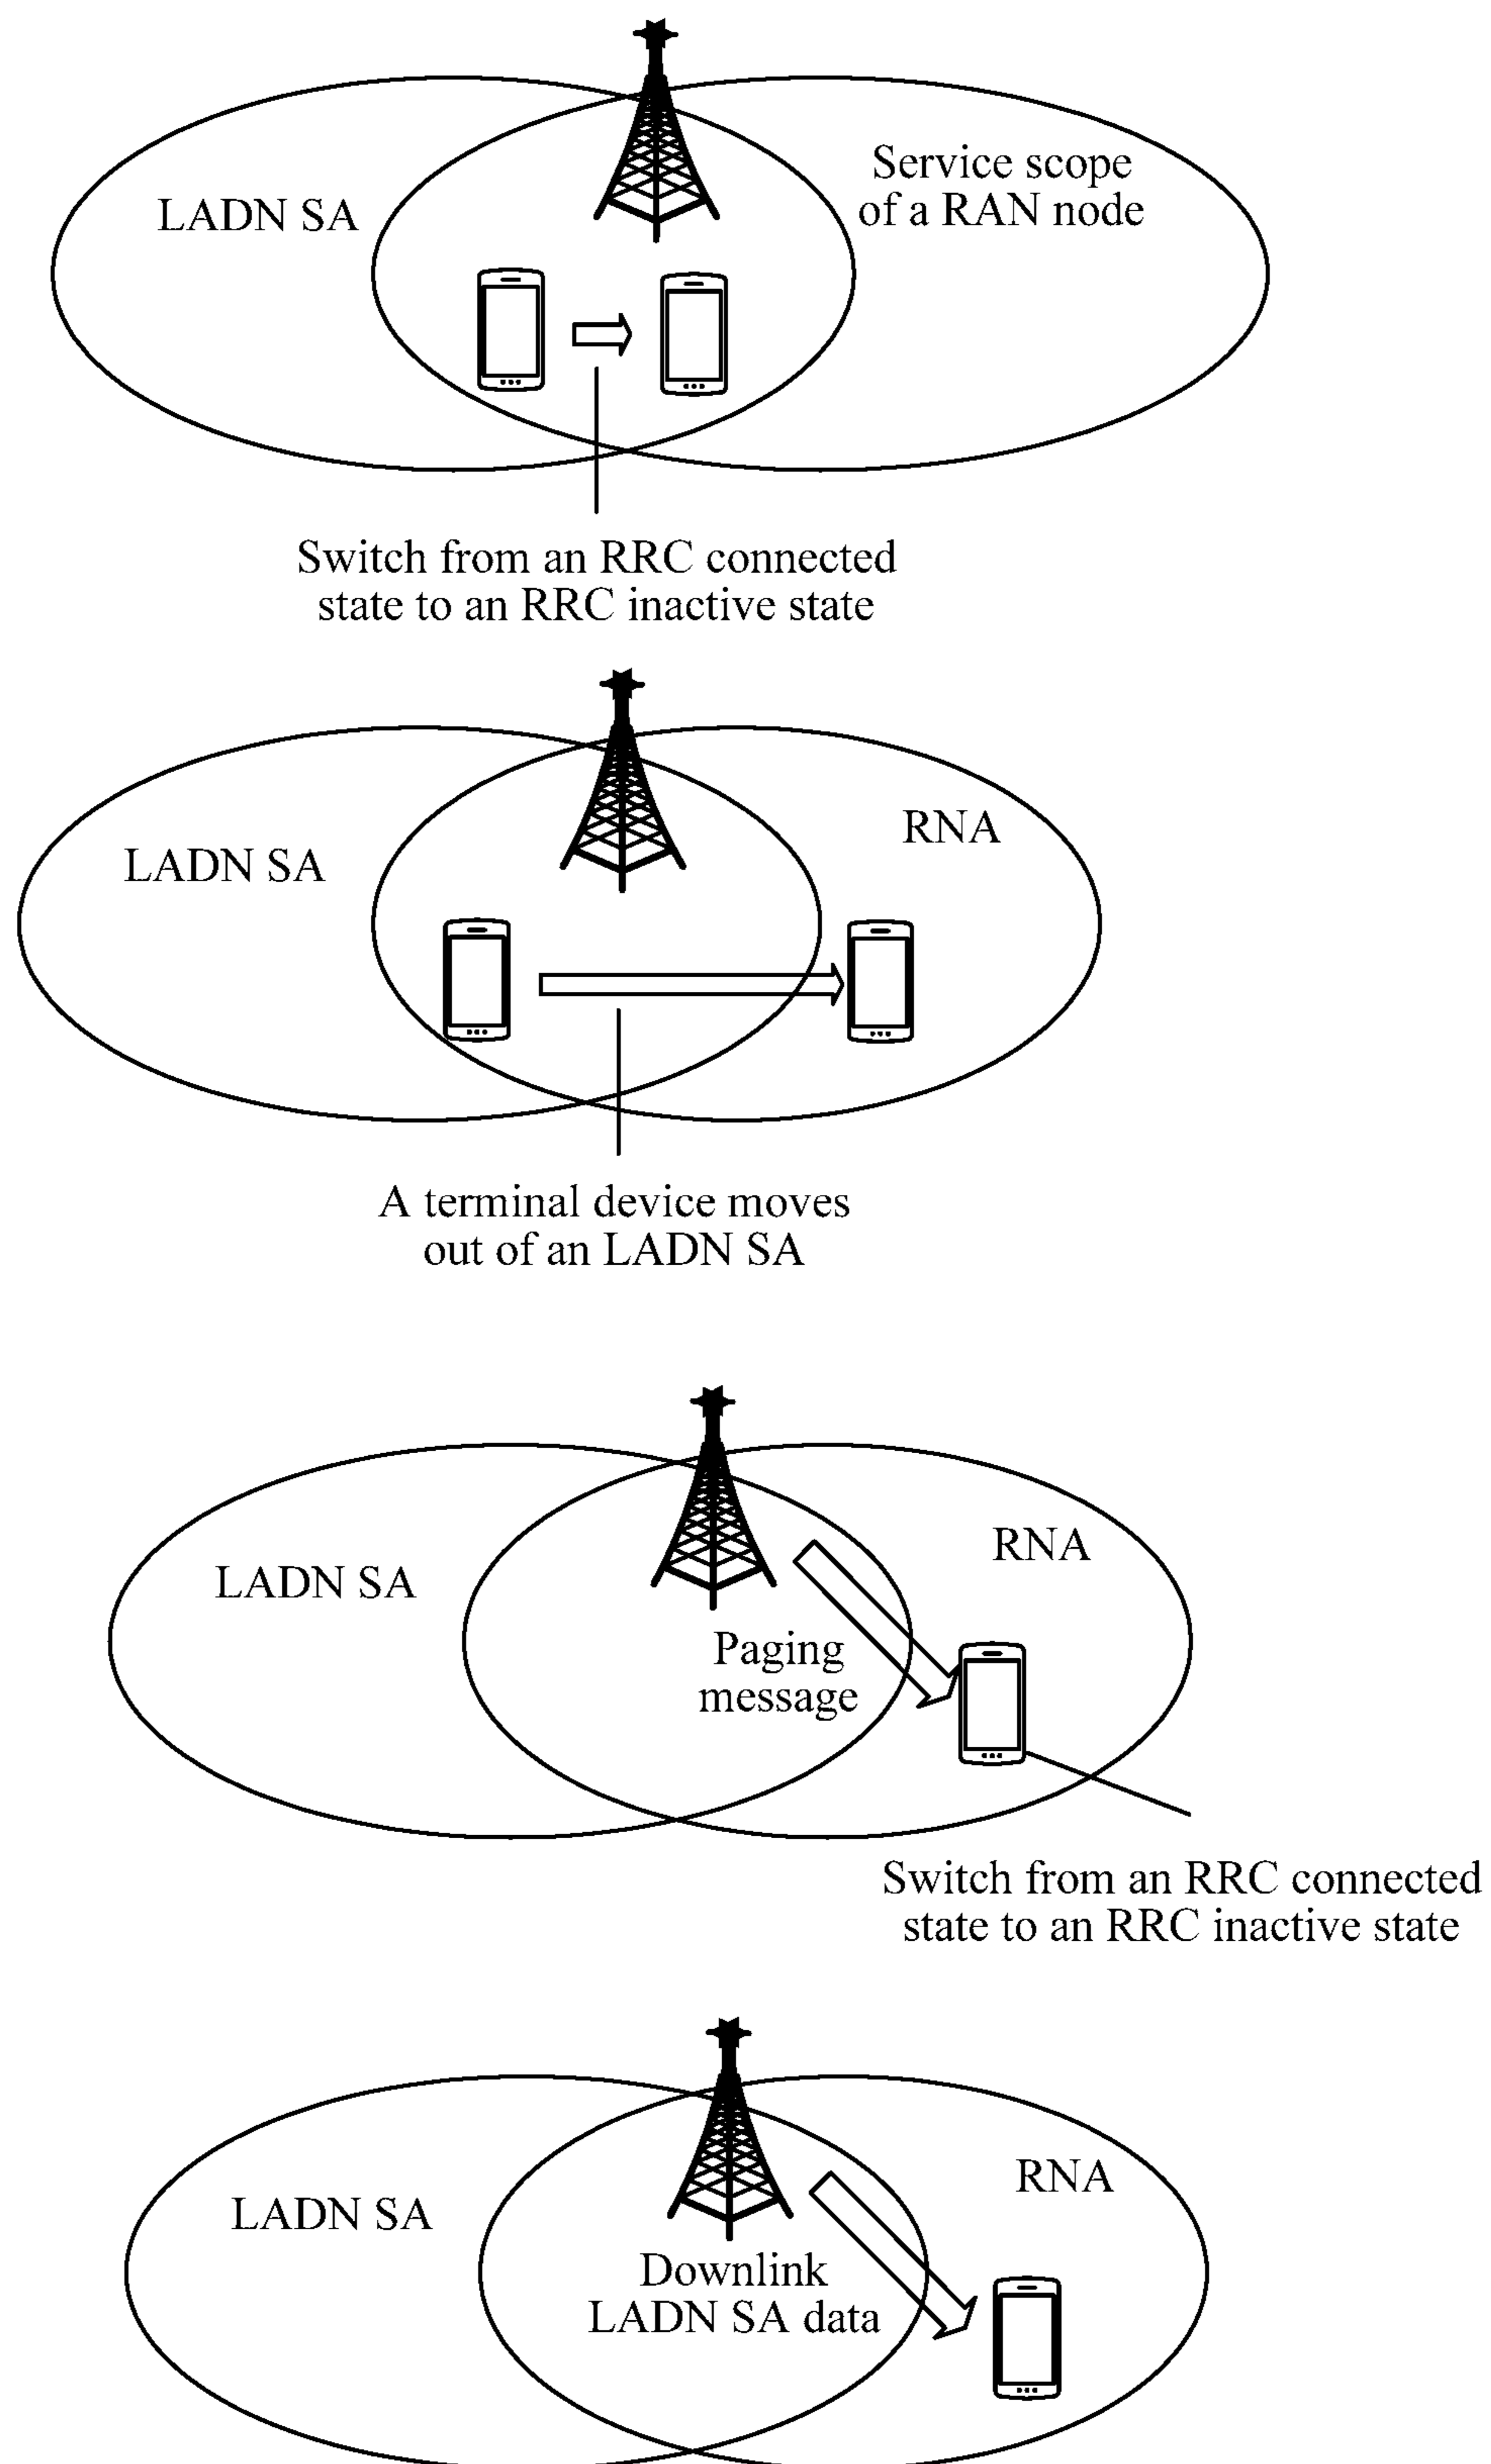 LADN SA
Service scope
of a RAN node
Switch from an RRC connected
state to an RRC inactive state
LADN SA
RNA
A terminal device moves
out of an LADN SA
LADN SA
RNA
Paging
message
Switch from an RRC connected
state to an RRC inactive state
LADN SA
RNA
Downlink
LADN SA data